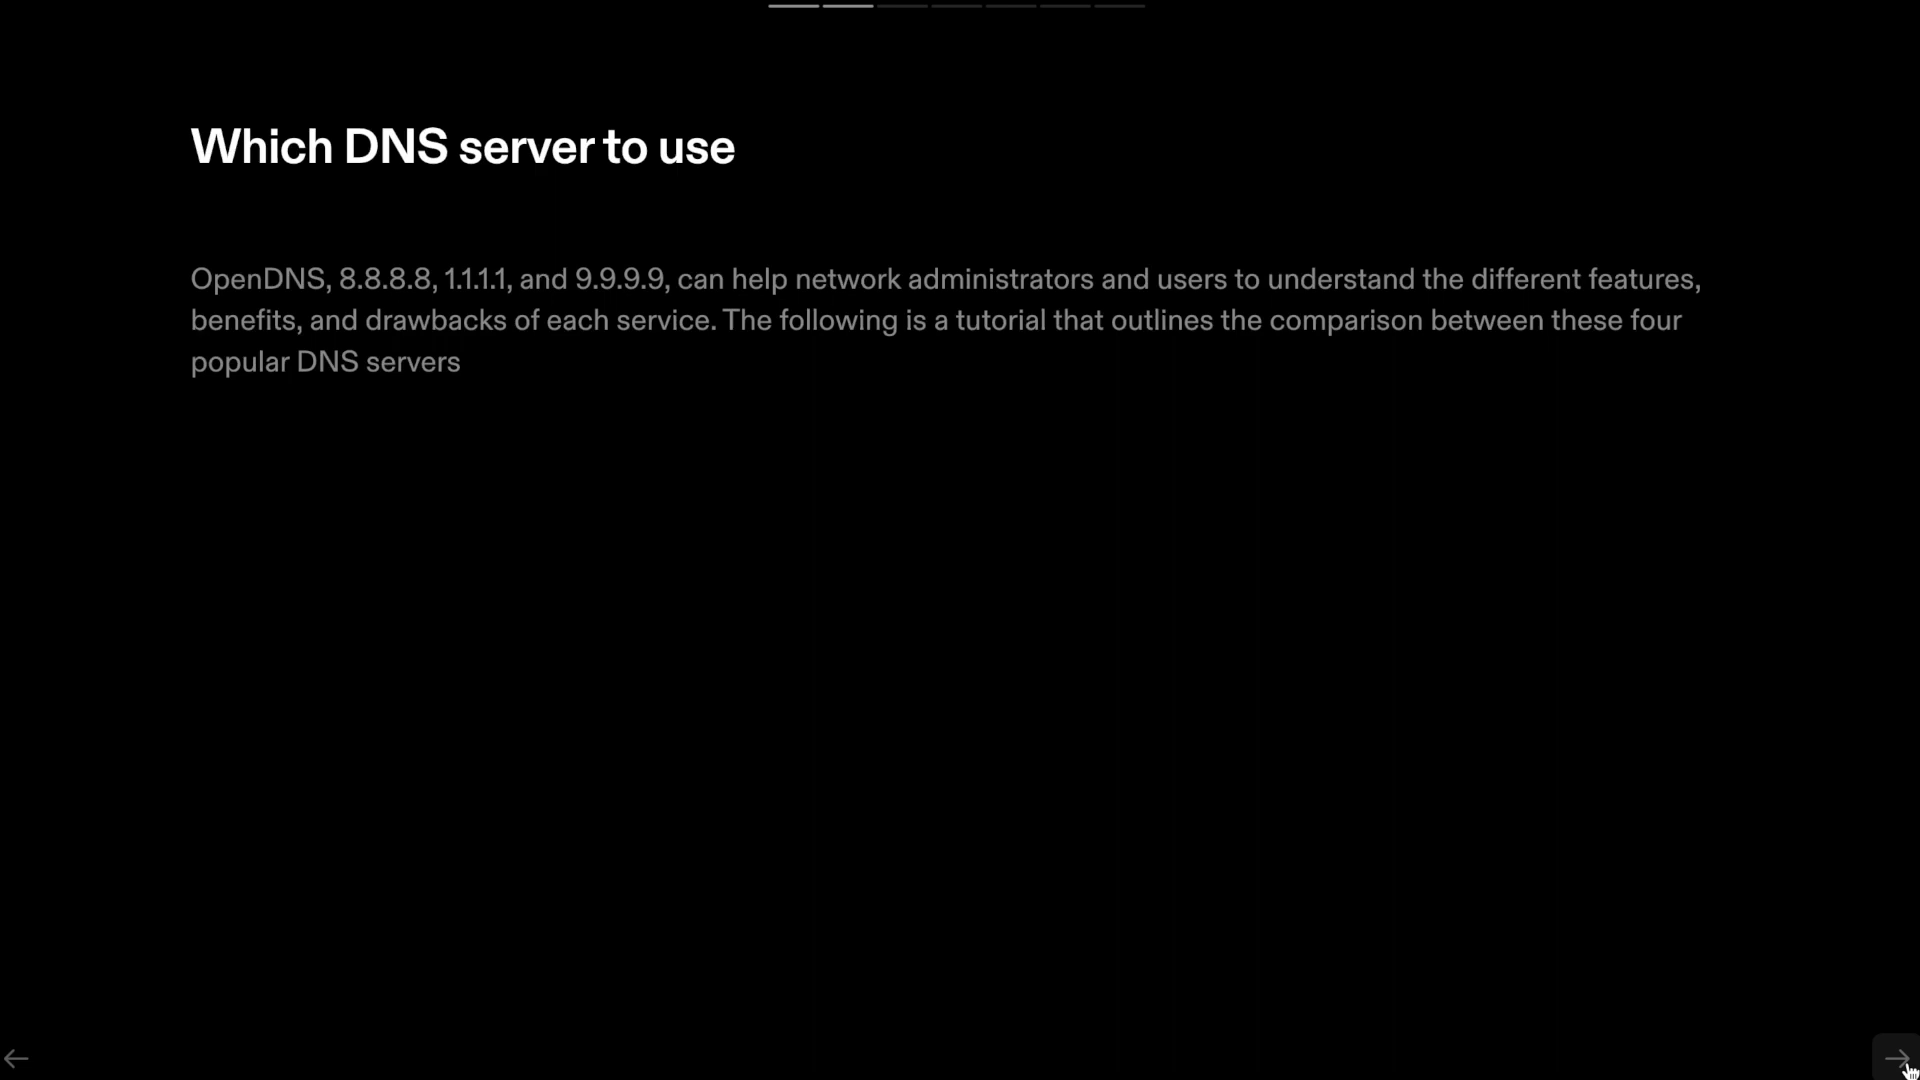 Which DNS server to use
OpenDNS, 8.8.8.8, 1.1.1.1, and 9.9.9.9, can help network administrators and users to understand the different features,
benefits, and drawbacks of each service. The following is a tutorial that outlines the comparison between these four
popular DNS servers